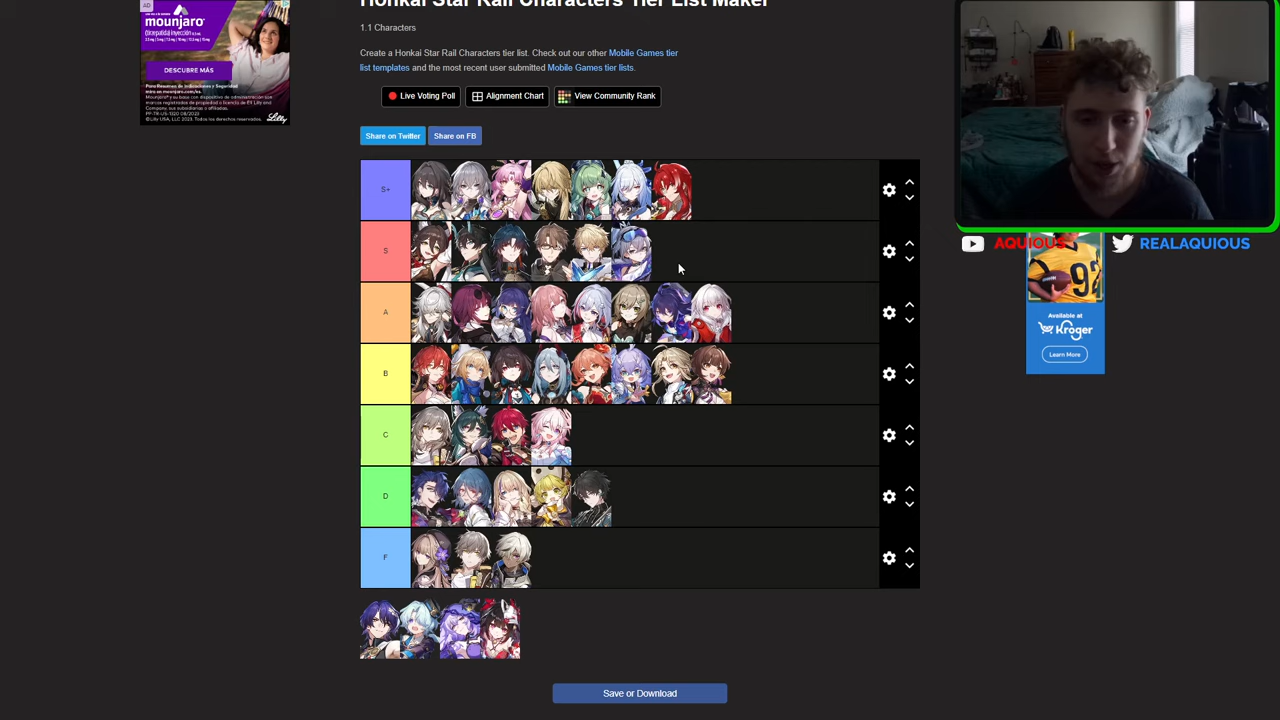 Honkai Star Rail Characters Tier List Maker
1.1 Characters
Create a Honkai Star Rail Characters tier list. Check out our other Mobile Games tier
list templates and the most recent user submitted Mobile Games tier lists.
Live Voting Poll
Alignment Chart
View Community Rank
Share on Twitter
Share on FB
S+
S
A
B
C
D
F
Save or Download
AD
mounjaro
DESCUBRE MÁS
AQUIOUS
REALAQUIOUS
92
Available at
Kroger
Learn More
Lilly